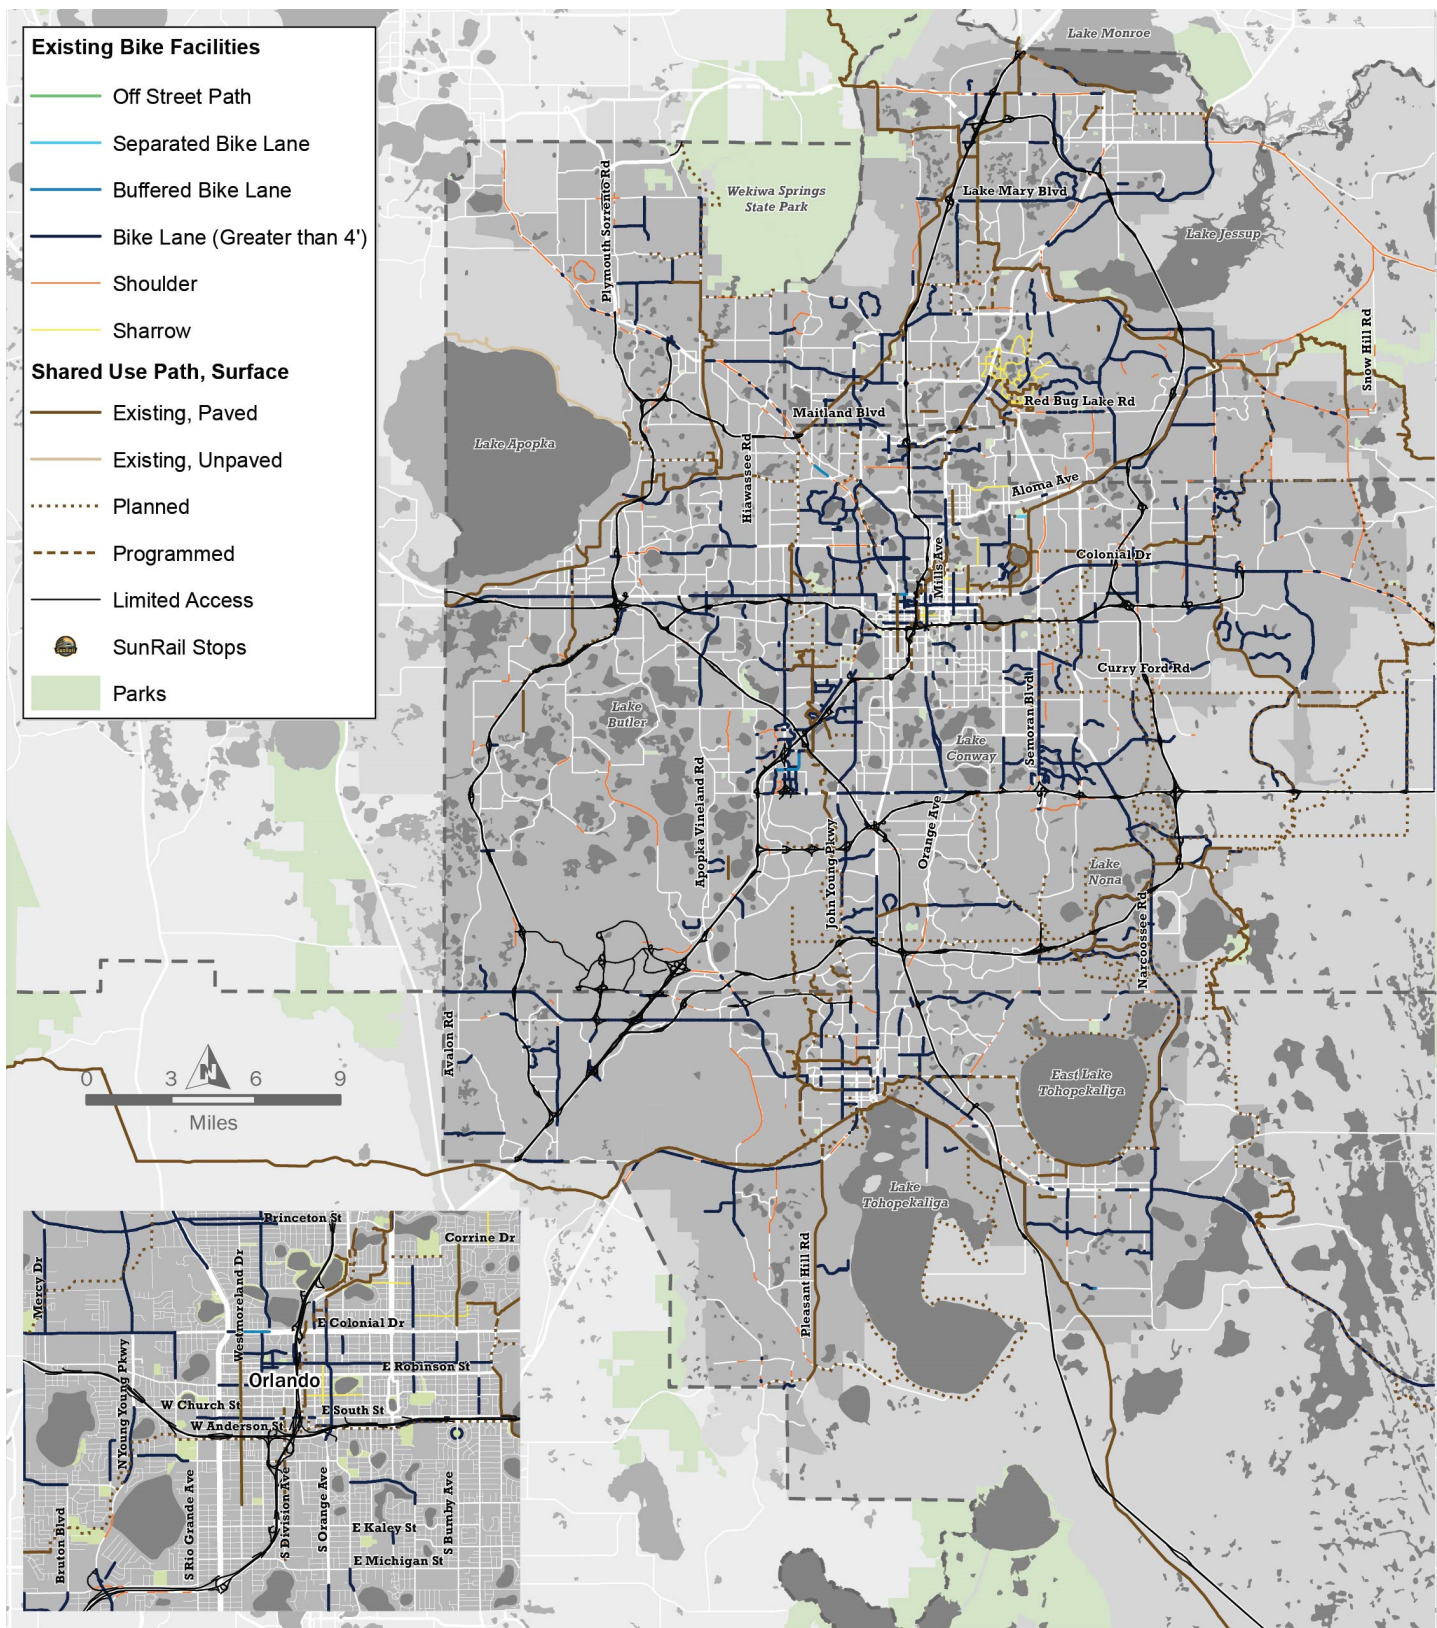 Existing Bike Facilities
Off Street Path
Separated Bike Lane
Buffered Bike Lane
Bike Lane (Greater than 4')
Shoulder
Sharrow
Shared Use Path, Surface
Existing, Paved
Existing, Unpaved
Planned
Programmed
Limited Access
SunRail Stops
Parks
Lake Monroe
Plymouth Sorrento Rd
Wekiwa Springs
State Park
Lake Mary Blvd
Lake Jessup
Snow Hill Rd
Red Bug Lake Rd
Maitland Blvd
Lake Apopka
Hiawassee Rd
Aloma Ave
Mills Ave
Colonial Dr
Curry Ford Rd
Lake
Butler
Semoran Blvd
Lake
Conway
Apopka Vineland Rd
John Young Pkwy
Orange Ave
Lake
Nona
Narcoossee Rd
Avalon Rd
N
0 3 6 9
Miles
East Lake
Tohopekaliga
Lake
Tohopekaliga
Pleasant Hill Rd
Princeton St
Corrine Dr
Mercy Dr
Westmoreland Dr
E Colonial Dr
N Young Young Pkwy
E Robinson St
Orlando
W Church St
E South St
W Anderson St
S Rio Grande Ave
S Division Ave
S Orange Ave
S Bumby Ave
Bruton Blvd
E Kaley St
E Michigan St